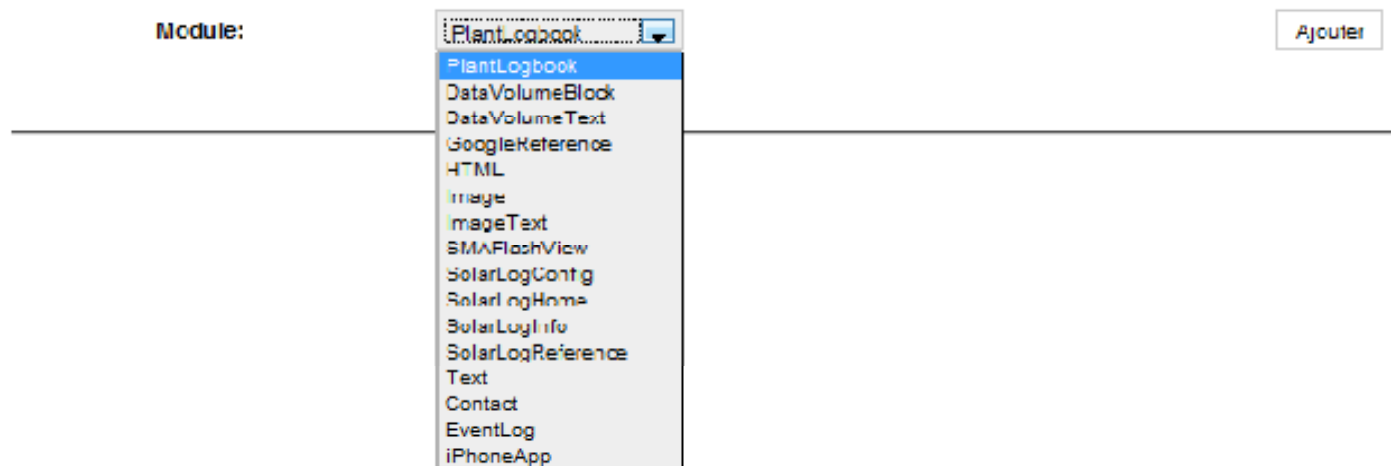 Module: PlantLogbook Ajouter
PlantLogbook
DataVolumeBlock
DataVolumeText
GoogleReference
HTML
Image
ImageText
SMAFlashView
SolarLogConfig
SolarLogHome
SolarLogInfo
SolarLogReference
Text
Contact
EventLog
iPhoneApp